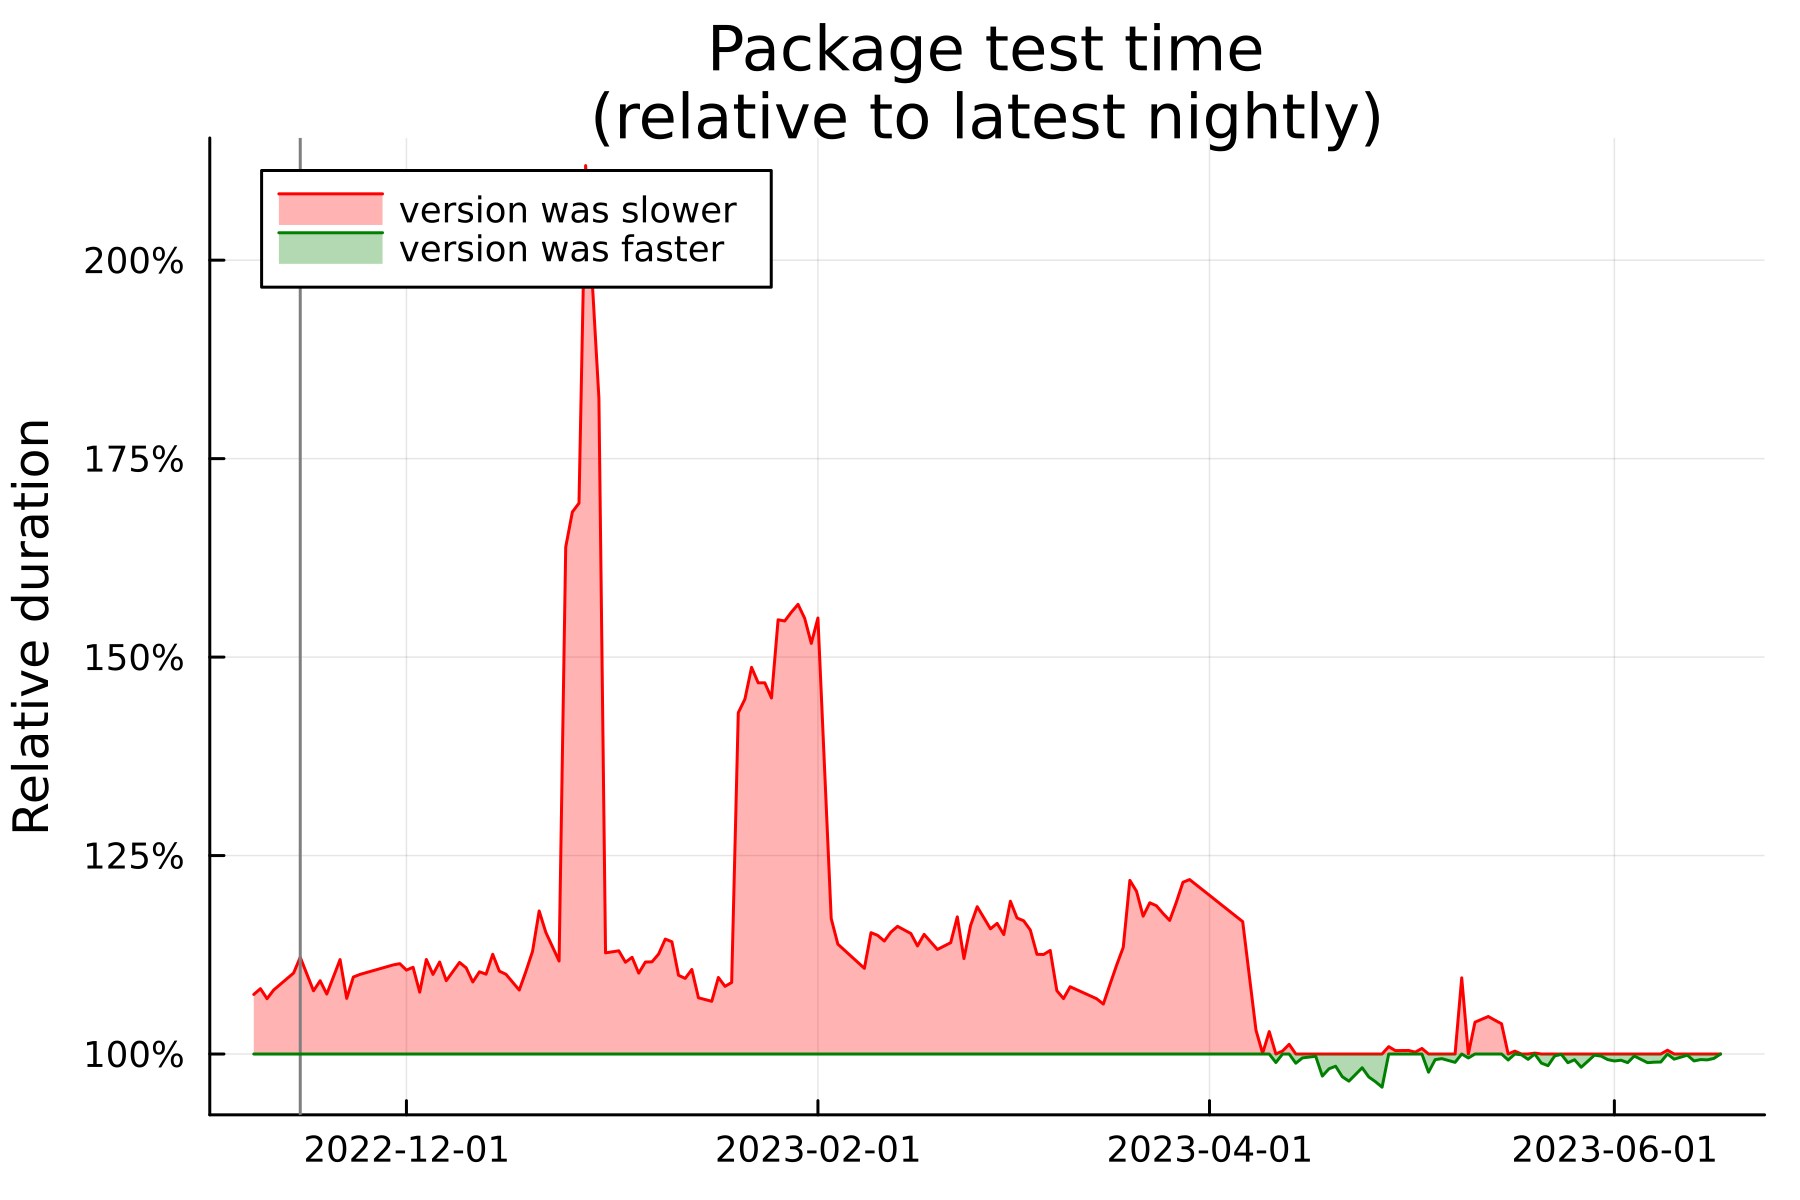 Package test time
(relative to latest nightly)
version was slower
version was faster
Relative duration
200%
175%
150%
125%
100%
2022-12-01
2023-02-01
2023-04-01
2023-06-01